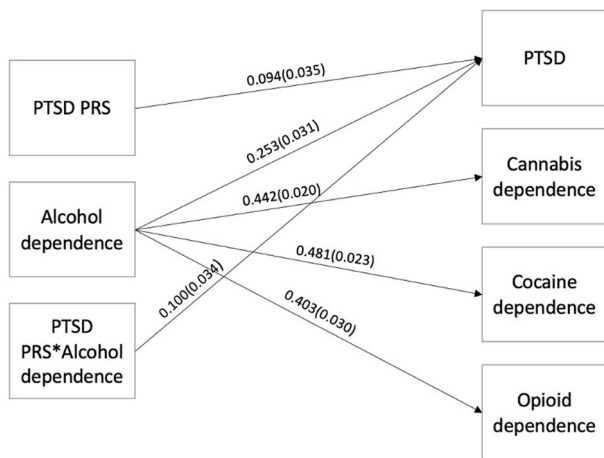 PTSD PRS
Alcohol
dependence
PTSD
PRS*Alcohol
dependence
0.094(0.035)
0.253(0.031)
0.442(0.020)
0.481(0.023)
0.100(0.034)
0.403(0.030)
PTSD
Cannabis
dependence
Cocaine
dependence
Opioid
dependence